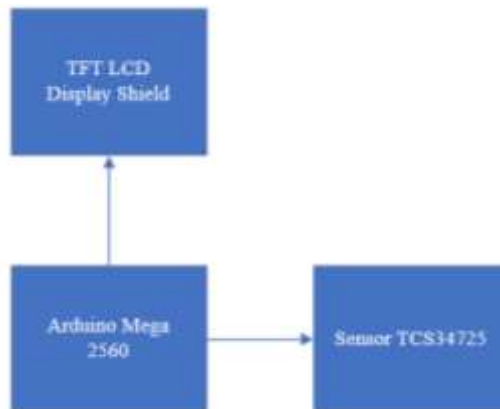 TFT LCD
Display Shield
Arduino Mega
2560
Sensor TCS34725